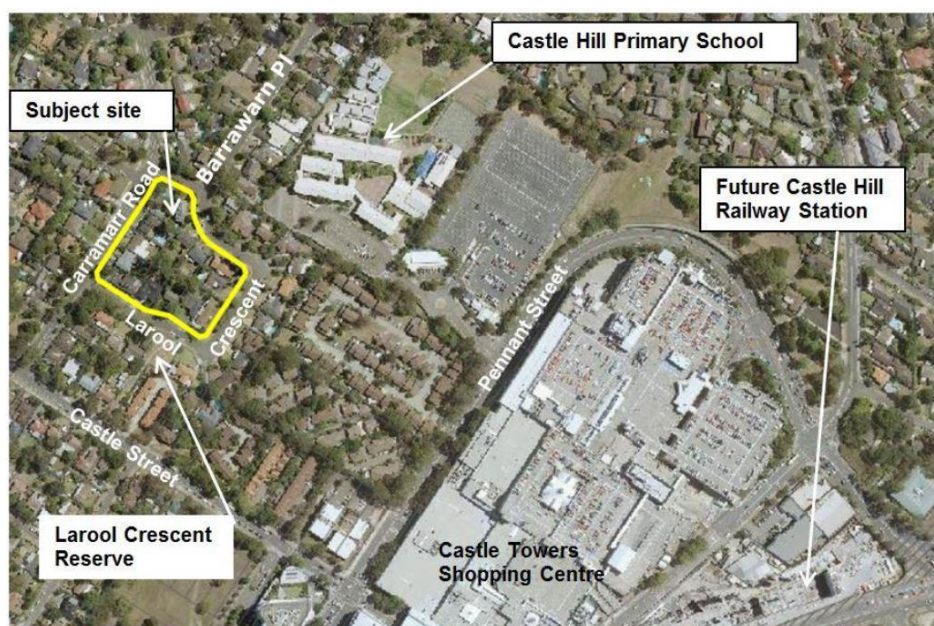 Castle Hill Primary School
Subject site
Barrawarn Pl
Carramarr Road
Future Castle Hill
Railway Station
Pennant Street
Larool
Crescent
Castle Street
Larool Crescent
Reserve
Castle Towers
Shopping Centre